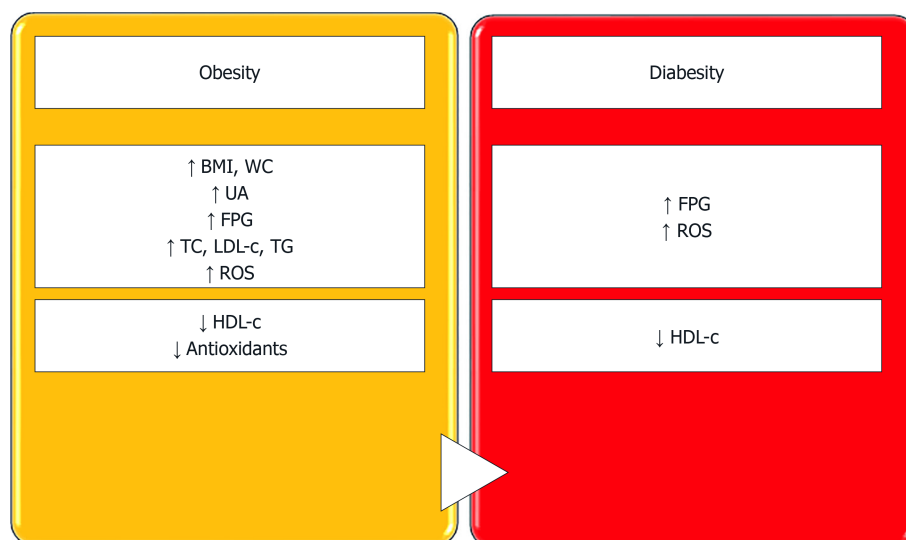 Obesity
↑ BMI, WC
↑ UA
↑ FPG
↑ TC, LDL-c, TG
↑ ROS
↓ HDL-c
↓ Antioxidants
Diabesity
↑ FPG
↑ ROS
↓ HDL-c